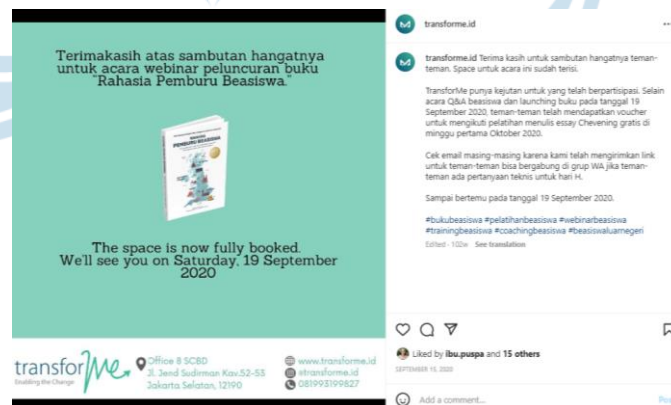 Terimakasih atas sambutan hangatnya
untuk acara webinar peluncuran buku
"Rahasia Pemburu Beasiswa."
PEMBURU BEASISWA
The space is now fully booked.
We'll see you on Saturday, 19 September
2020
transforMe
Enabling the Change
Office 8 SCBD
Jl. Jend Sudirman Kav.52-53
Jakarta Selatan, 12190
www.transforme.id
etransforme.id
081993199827
transforme.id
transforme.id Terima kasih untuk sambutan hangatnya teman-
teman. Space untuk acara ini sudah terisi.
TransforMe punya kejutan untuk yang telah berpartisipasi. Selain
acara Q&A beasiswa dan launching buku pada tanggal 19
September 2020, teman-teman telah mendapatkan voucher
untuk mengikuti pelatihan menulis essay Chevening gratis di
minggu pertama Oktober 2020.
Cek email masing-masing karena kami telah mengirimkan link
untuk teman-teman bisa bergabung di grup WA jika teman-
teman ada pertanyaan teknis untuk hari H.
Sampai bertemu pada tanggal 19 September 2020.
#bukubeasiswa #pelatihanbeasiswa #webinarbeasiswa
#trainingbeasiswa #coachingbeasiswa #beasiswaluarnegeri
Edited · 102w See translation
Liked by ibu.puspa and 15 others
SEPTEMBER 15, 2020
Add a comment...